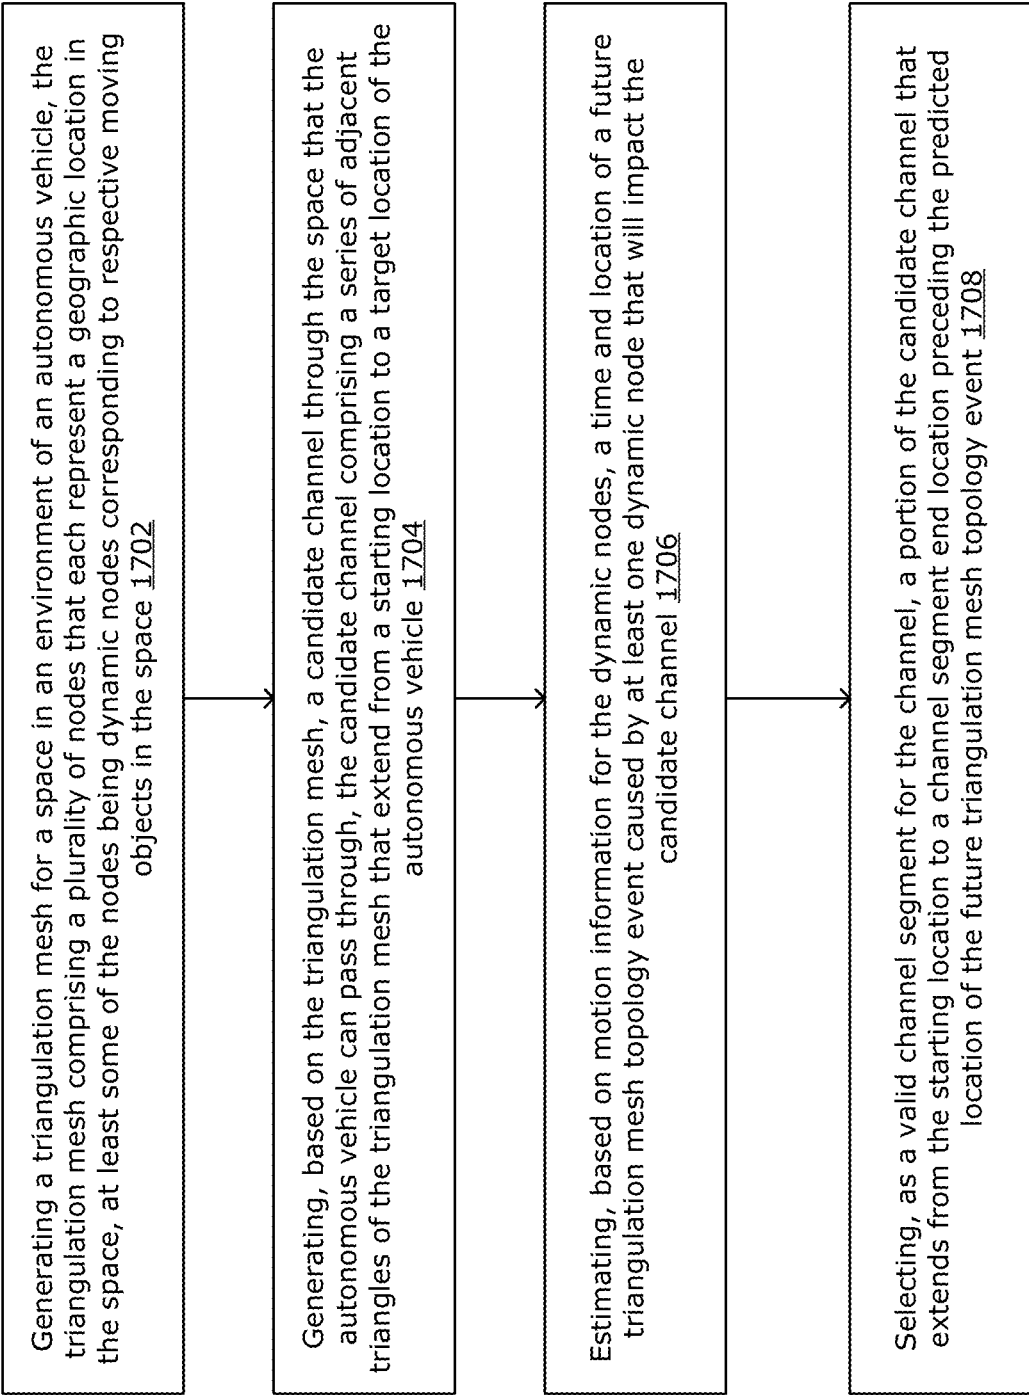 Generating a triangulation mesh for a space in an environment of an autonomous vehicle, the
triangulation mesh comprising a plurality of nodes that each represent a geographic location in
the space, at least some of the nodes being dynamic nodes corresponding to respective moving
objects in the space 1702
Generating, based on the triangulation mesh, a candidate channel through the space that the
autonomous vehicle can pass through, the candidate channel comprising a series of adjacent
triangles of the triangulation mesh that extend from a starting location to a target location of the
autonomous vehicle 1704
Estimating, based on motion information for the dynamic nodes, a time and location of a future
triangulation mesh topology event caused by at least one dynamic node that will impact the
candidate channel 1706
Selecting, as a valid channel segment for the channel, a portion of the candidate channel that
extends from the starting location to a channel segment end location preceding the predicted
location of the future triangulation mesh topology event 1708